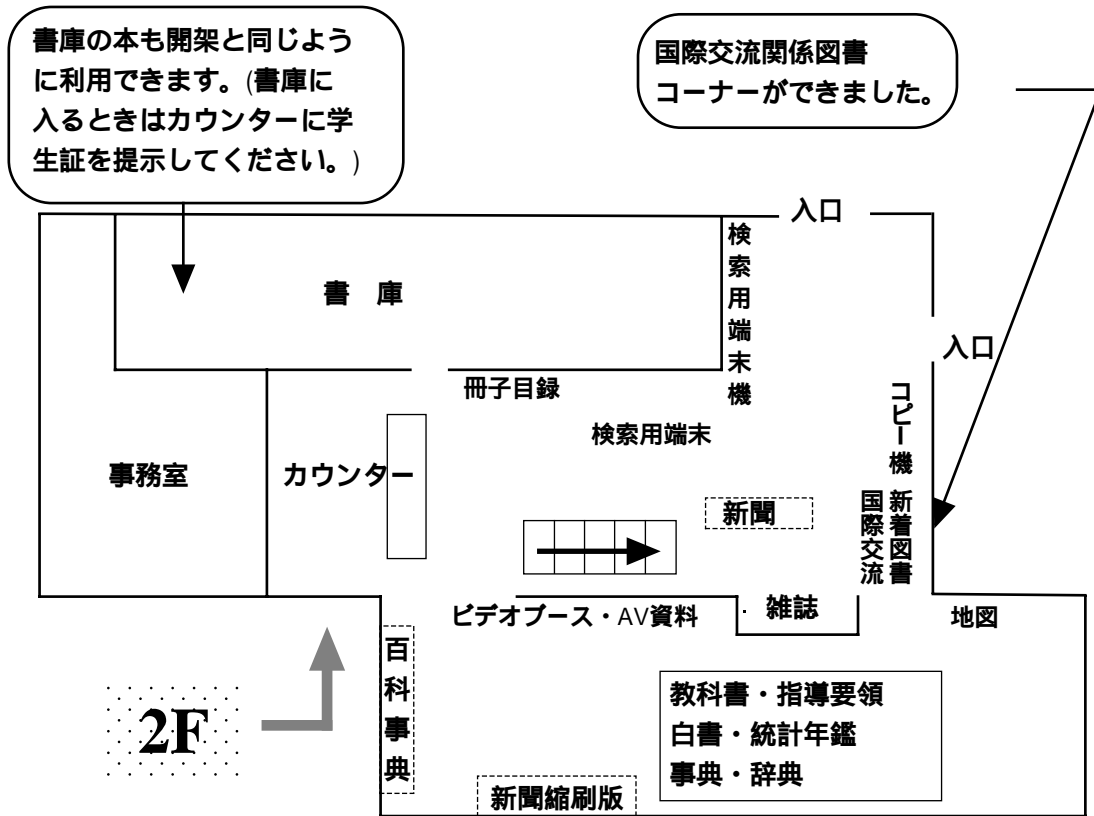 書庫の本も開架と同じよう
に利用できます。(書庫に
入るときはカウンターに学
生証を提示してください。)
国際交流関係図書
コーナーができました。
入口
検索用端末機
書 庫
入口
冊子目録
コピー機
検索用端末
事務室
カウンター
新聞
新着図書
国際交流
ビデオブース・AV資料
雑誌
地図
百科事典
2F
教科書・指導要領
白書・統計年鑑
事典・辞典
新聞縮刷版